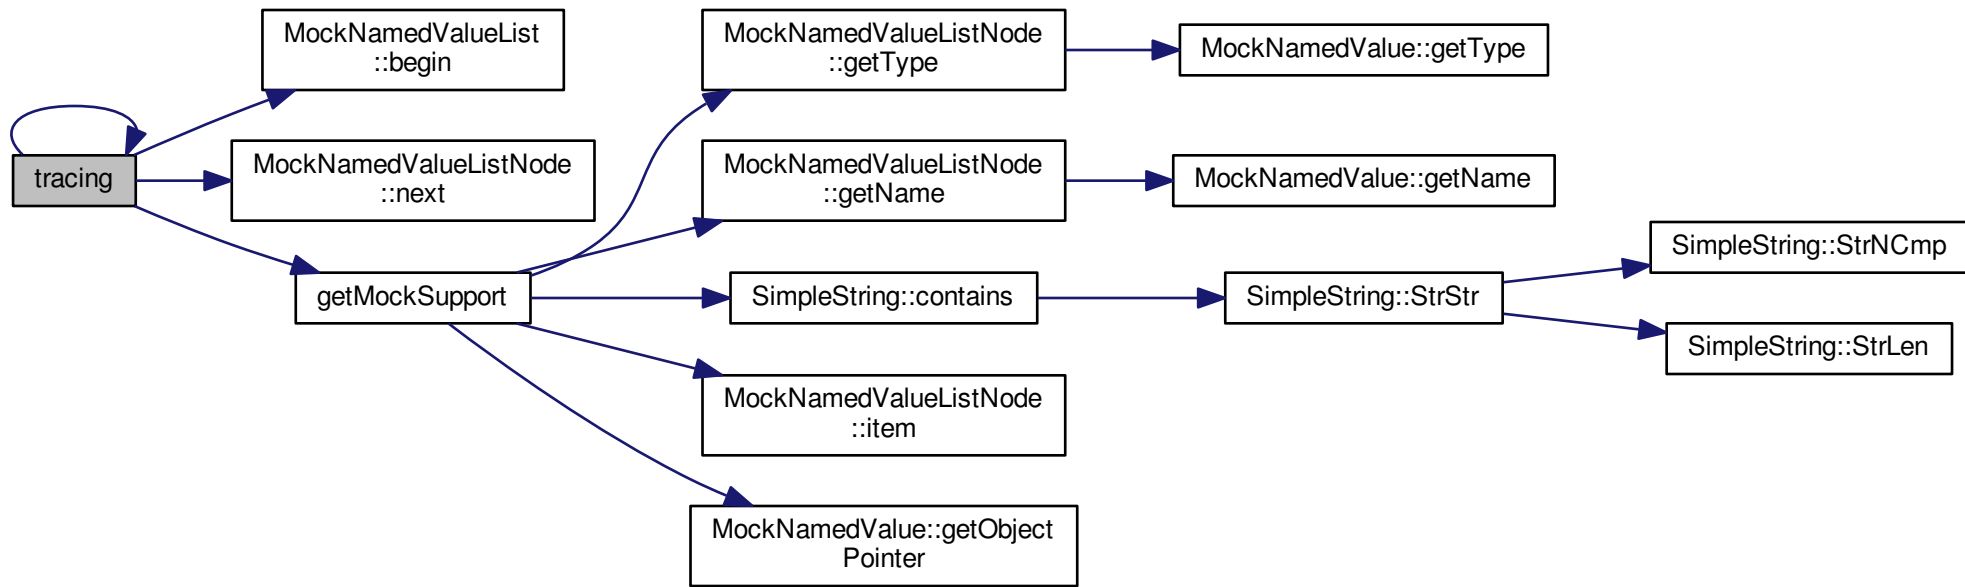 tracing
MockNamedValueList
::begin
MockNamedValueListNode
::next
getMockSupport
MockNamedValueListNode
::getType
MockNamedValueListNode
::getName
SimpleString::contains
MockNamedValueListNode
::item
MockNamedValue::getObject
Pointer
MockNamedValue::getType
MockNamedValue::getName
SimpleString::StrStr
SimpleString::StrNCmp
SimpleString::StrLen